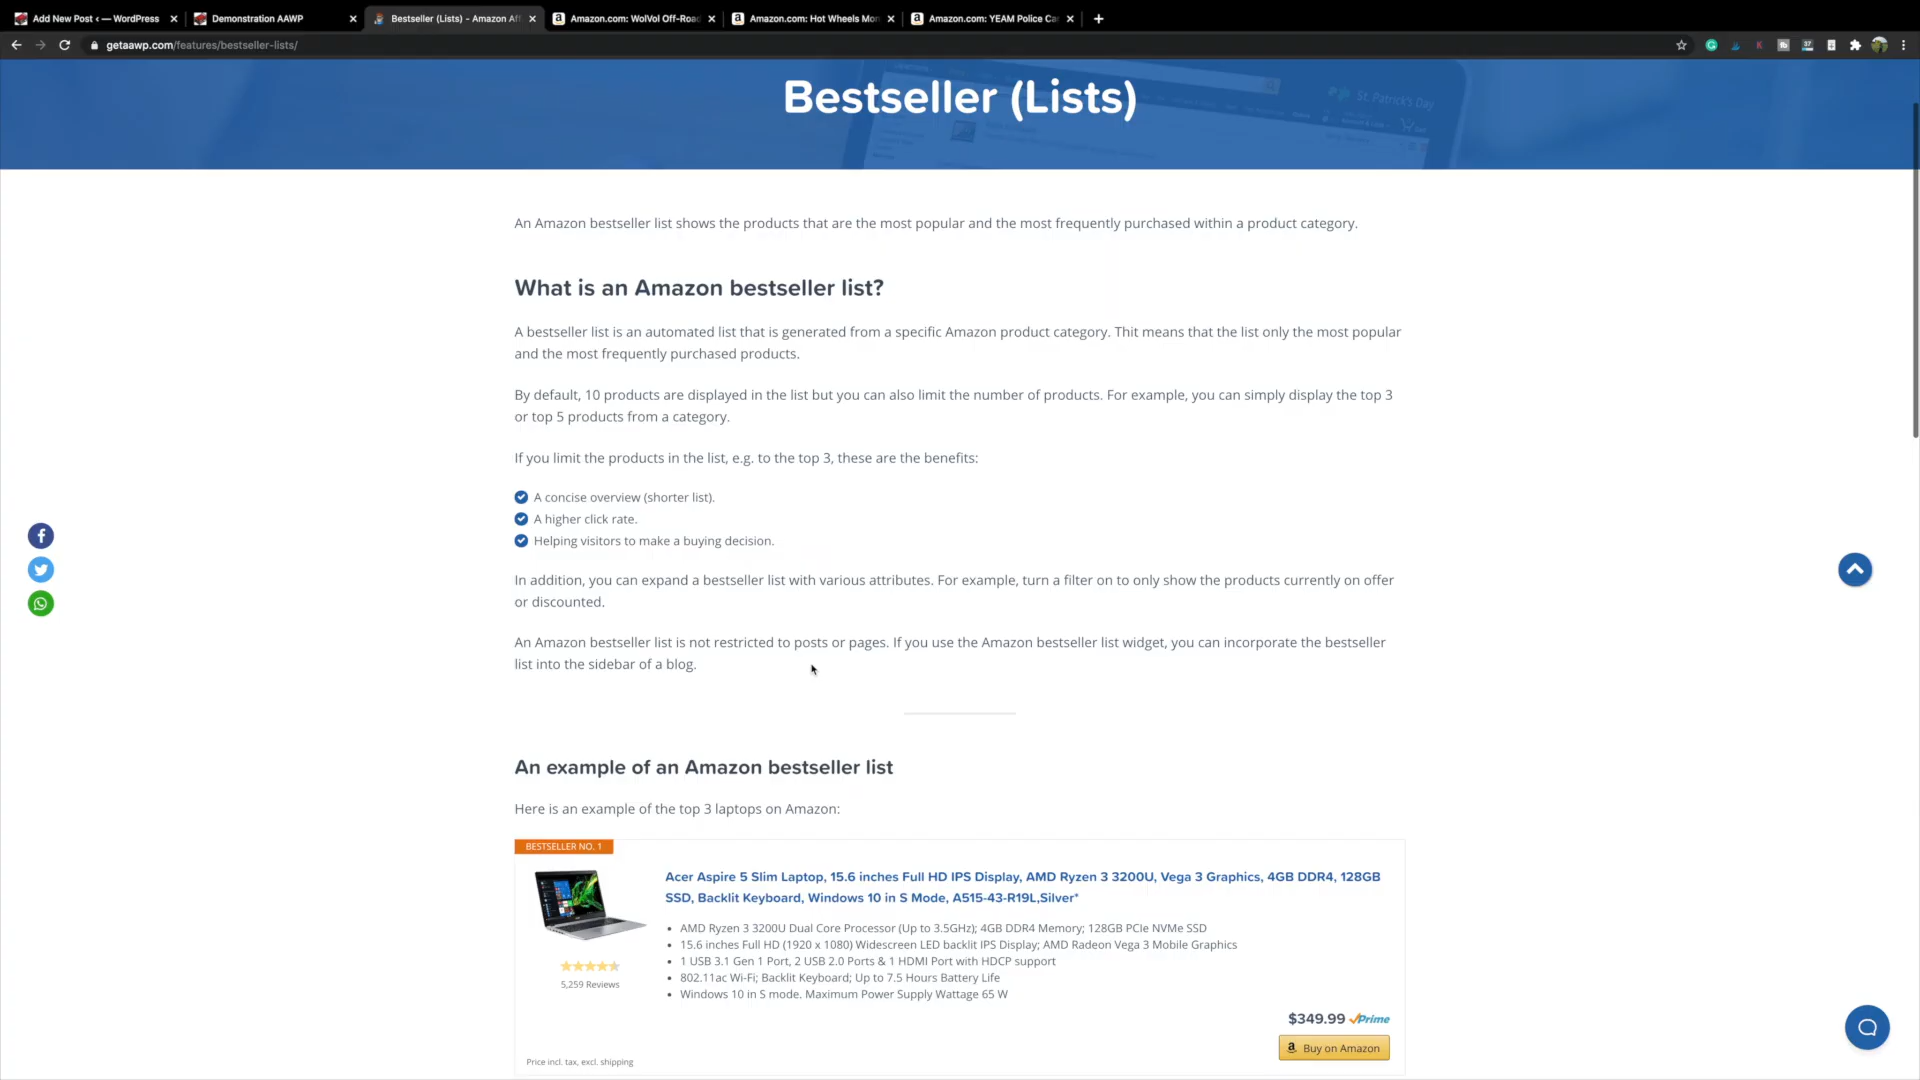 Add New Post ‹ — WordPress
Demonstration AAWP
Bestseller (Lists) - Amazon Af
Amazon.com: WolVol Off-Road
Amazon.com: Hot Wheels Mon
Amazon.com: YEAM Police Ca
getaawp.com/features/bestseller-lists/
St. Patrick's Day
Bestseller (Lists)
An Amazon bestseller list shows the products that are the most popular and the most frequently purchased within a product category.
What is an Amazon bestseller list?
A bestseller list is an automated list that is generated from a specific Amazon product category. Thit means that the list only the most popular
and the most frequently purchased products.
By default, 10 products are displayed in the list but you can also limit the number of products. For example, you can simply display the top 3
or top 5 products from a category.
If you limit the products in the list, e.g. to the top 3, these are the benefits:
A concise overview (shorter list).
A higher click rate.
Helping visitors to make a buying decision.
In addition, you can expand a bestseller list with various attributes. For example, turn a filter on to only show the products currently on offer
or discounted.
An Amazon bestseller list is not restricted to posts or pages. If you use the Amazon bestseller list widget, you can incorporate the bestseller
list into the sidebar of a blog.
An example of an Amazon bestseller list
Here is an example of the top 3 laptops on Amazon:
BESTSELLER NO. 1
Acer Aspire 5 Slim Laptop, 15.6 inches Full HD IPS Display, AMD Ryzen 3 3200U, Vega 3 Graphics, 4GB DDR4, 128GB
SSD, Backlit Keyboard, Windows 10 in S Mode, A515-43-R19L,Silver*
AMD Ryzen 3 3200U Dual Core Processor (Up to 3.5GHz); 4GB DDR4 Memory; 128GB PCIe NVMe SSD
15.6 inches Full HD (1920 x 1080) Widescreen LED backlit IPS Display; AMD Radeon Vega 3 Mobile Graphics
1 USB 3.1 Gen 1 Port, 2 USB 2.0 Ports & 1 HDMI Port with HDCP support
802.11ac Wi-Fi; Backlit Keyboard; Up to 7.5 Hours Battery Life
Windows 10 in S mode. Maximum Power Supply Wattage 65 W
5,259 Reviews
$349.99 Prime
Buy on Amazon
Price incl. tax, excl. shipping